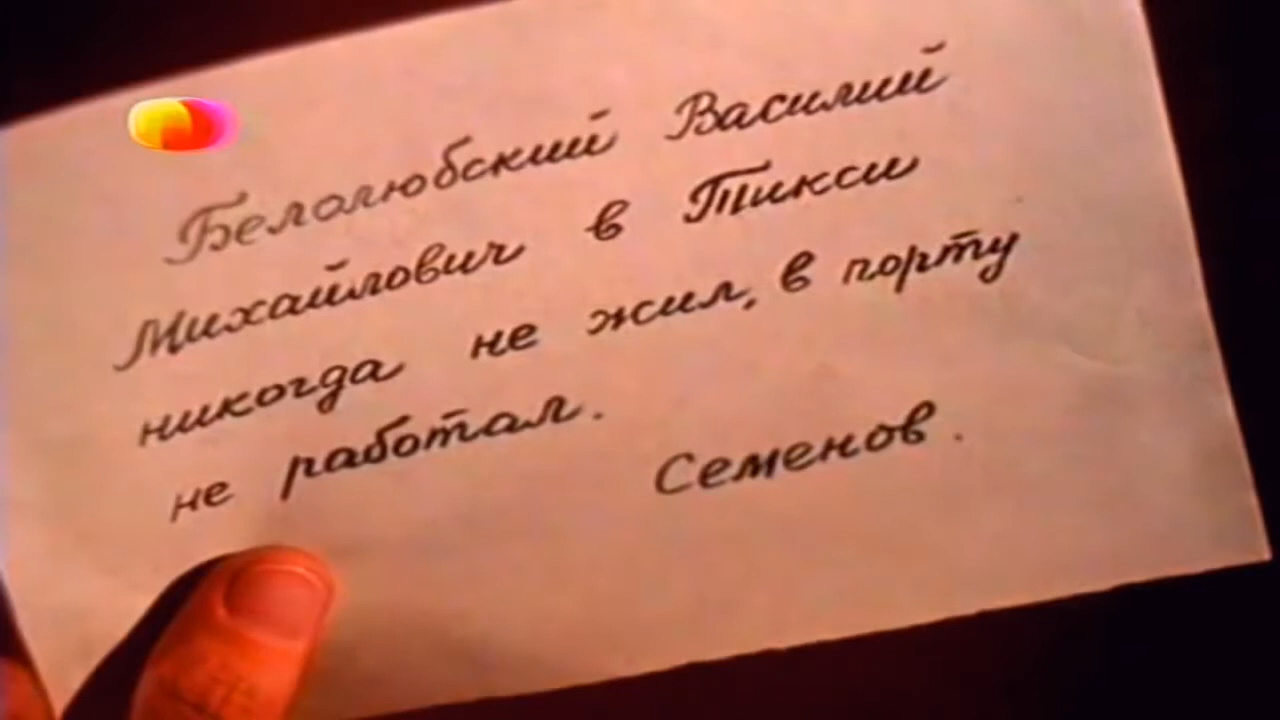 Белолюбский Василий
Михайлович в Тикси
никогда не жил, в порту
не работал.
Семенов.